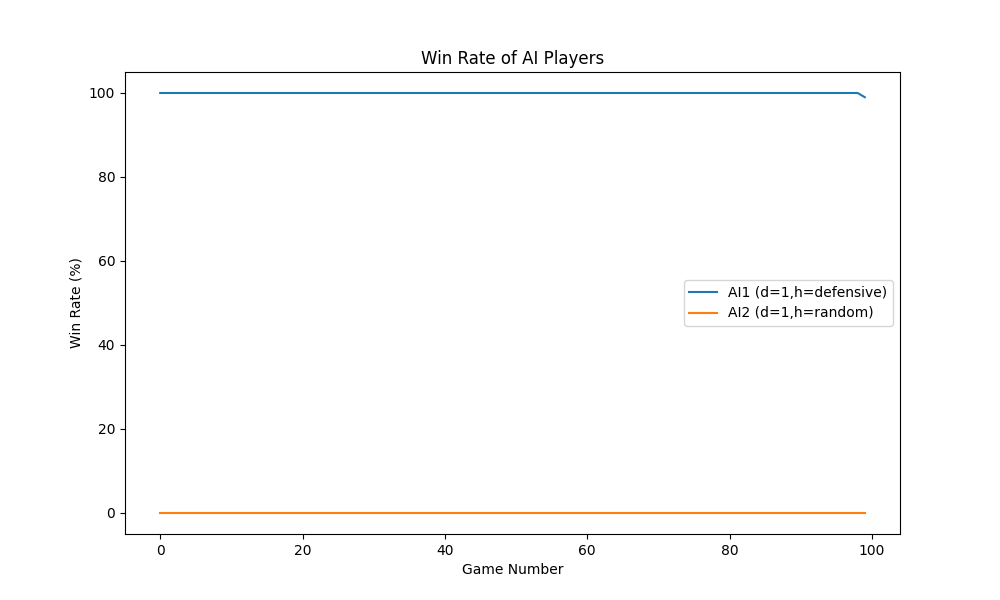 Win Rate of AI Players
Win Rate (%)
100
80
60
40
20
0
AI1 (d=1,h=defensive)
AI2 (d=1,h=random)
0 20 40 60 80 100
Game Number